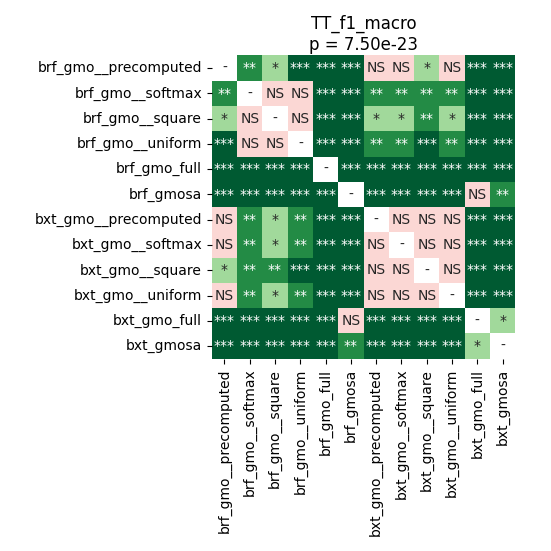 TT_f1_macro
p = 7.50e-23
brf_gmo__precomputed - ** * *** *** *** NS NS * NS *** ***
brf_gmo__softmax ** - NS NS *** *** ** ** ** ** *** ***
brf_gmo__square * NS - NS *** *** * * ** * *** ***
brf_gmo__uniform *** NS NS - *** *** ** ** *** ** *** ***
brf_gmo_full *** *** *** *** - *** *** *** *** *** *** ***
brf_gmosa *** *** *** *** *** - *** *** *** *** NS **
bxt_gmo__precomputed NS ** * ** *** *** - NS NS NS *** ***
bxt_gmo__softmax NS ** * ** *** *** NS - NS NS *** ***
bxt_gmo__square * ** ** *** *** *** NS NS - NS *** ***
bxt_gmo__uniform NS ** * ** *** *** NS NS NS - *** ***
bxt_gmo_full *** *** *** *** *** NS *** *** *** *** - *
bxt_gmosa *** *** *** *** *** ** *** *** *** *** * -
brf_gmo__precomputed
brf_gmo__softmax
brf_gmo__square
brf_gmo__uniform
brf_gmo_full
brf_gmosa
bxt_gmo__precomputed
bxt_gmo__softmax
bxt_gmo__square
bxt_gmo__uniform
bxt_gmo_full
bxt_gmosa